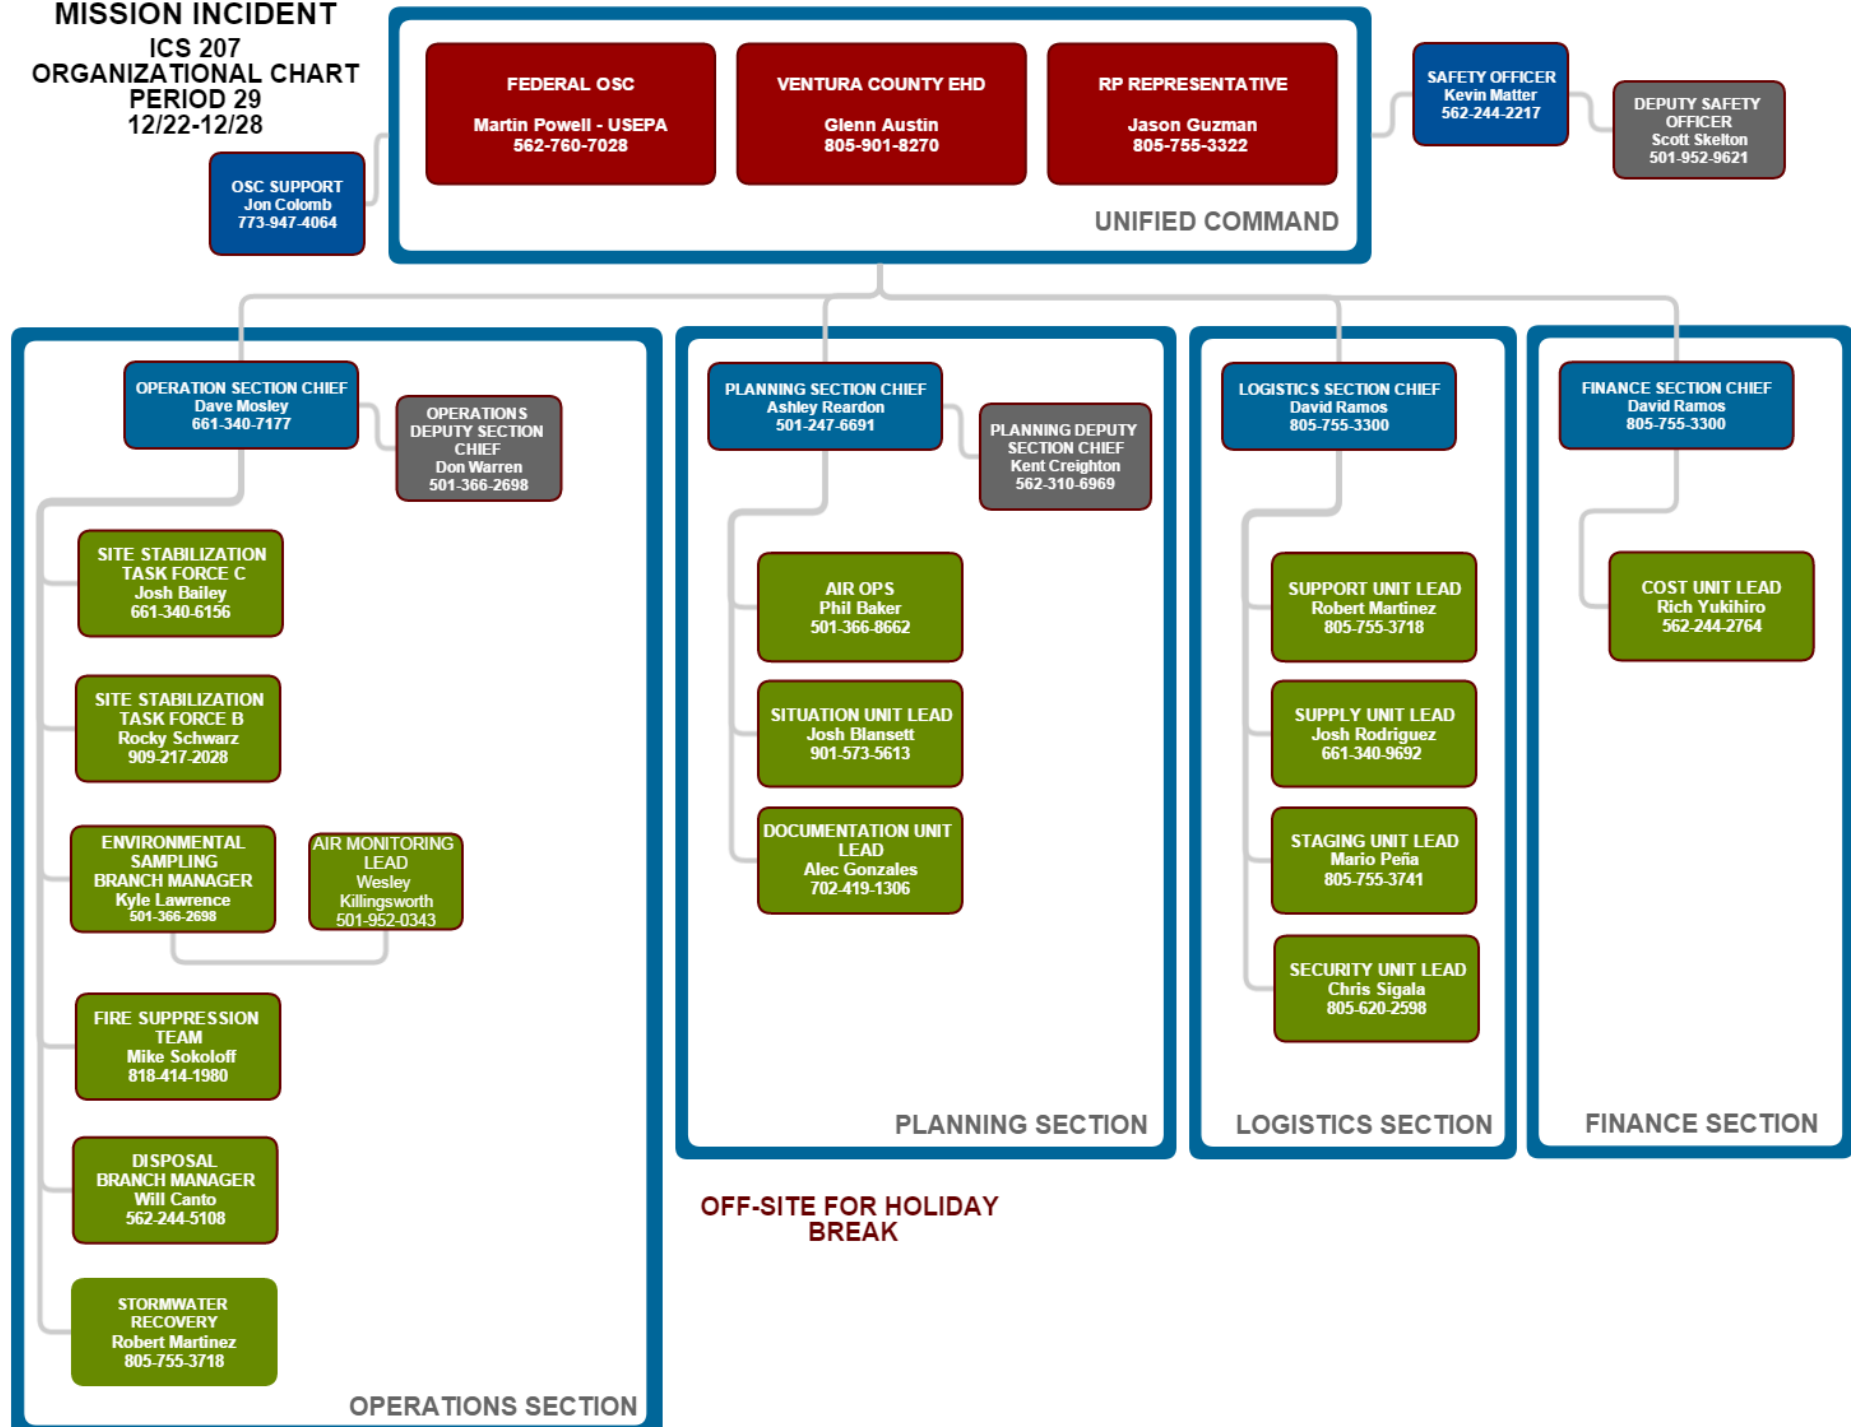 MISSION INCIDENT
ICS 207
ORGANIZATIONAL CHART
PERIOD 29
12/22-12/28
OSC SUPPORT
Jon Colomb
773-947-4064
FEDERAL OSC
Martin Powell - USEPA
562-760-7028
VENTURA COUNTY EHD
Glenn Austin
805-901-8270
RP REPRESENTATIVE
Jason Guzman
805-755-3322
UNIFIED COMMAND
SAFETY OFFICER
Kevin Matter
562-244-2217
DEPUTY SAFETY
OFFICER
Scott Skelton
501-952-9621
OPERATION SECTION CHIEF
Dave Mosley
661-340-7177
OPERATIONS
DEPUTY SECTION
CHIEF
Don Warren
501-366-2698
SITE STABILIZATION
TASK FORCE C
Josh Bailey
661-340-6156
SITE STABILIZATION
TASK FORCE B
Rocky Schwarz
909-217-2028
ENVIRONMENTAL
SAMPLING
BRANCH MANAGER
Kyle Lawrence
501-366-2698
AIR MONITORING
LEAD
Wesley
Killingsworth
501-952-0343
FIRE SUPPRESSION
TEAM
Mike Sokoloff
818-414-1980
DISPOSAL
BRANCH MANAGER
Will Canto
562-244-5108
STORMWATER
RECOVERY
Robert Martinez
805-755-3718
OPERATIONS SECTION
PLANNING SECTION CHIEF
Ashley Reardon
501-247-6691
PLANNING DEPUTY
SECTION CHIEF
Kent Creighton
562-310-6969
AIR OPS
Phil Baker
501-366-8662
SITUATION UNIT LEAD
Josh Blansett
901-573-5613
DOCUMENTATION UNIT
LEAD
Alec Gonzales
702-419-1306
PLANNING SECTION
LOGISTICS SECTION CHIEF
David Ramos
805-755-3300
SUPPORT UNIT LEAD
Robert Martinez
805-755-3718
SUPPLY UNIT LEAD
Josh Rodriguez
661-340-9692
STAGING UNIT LEAD
Mario Peña
805-755-3741
SECURITY UNIT LEAD
Chris Sigala
805-620-2598
LOGISTICS SECTION
FINANCE SECTION CHIEF
David Ramos
805-755-3300
COST UNIT LEAD
Rich Yukihiro
562-244-2764
FINANCE SECTION
OFF-SITE FOR HOLIDAY
BREAK